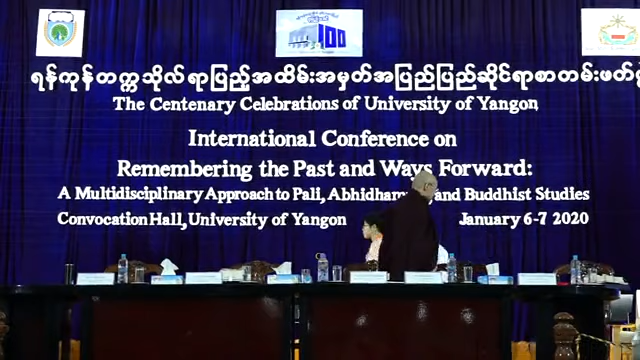 ရန်ကုန်တက္ကသိုလ်ရာပြည့်အထိမ်းအမှတ်အပြည်ပြည်ဆိုင်ရာစာတမ်းဖတ်
The Centenary Celebrations of University of Yangon
International Conference on
Remembering the Past and Ways Forward:
A Multidisciplinary Approach to Pali, and Buddhist Studies
Convocation Hall, University of Yangon January 6-7 2020
100